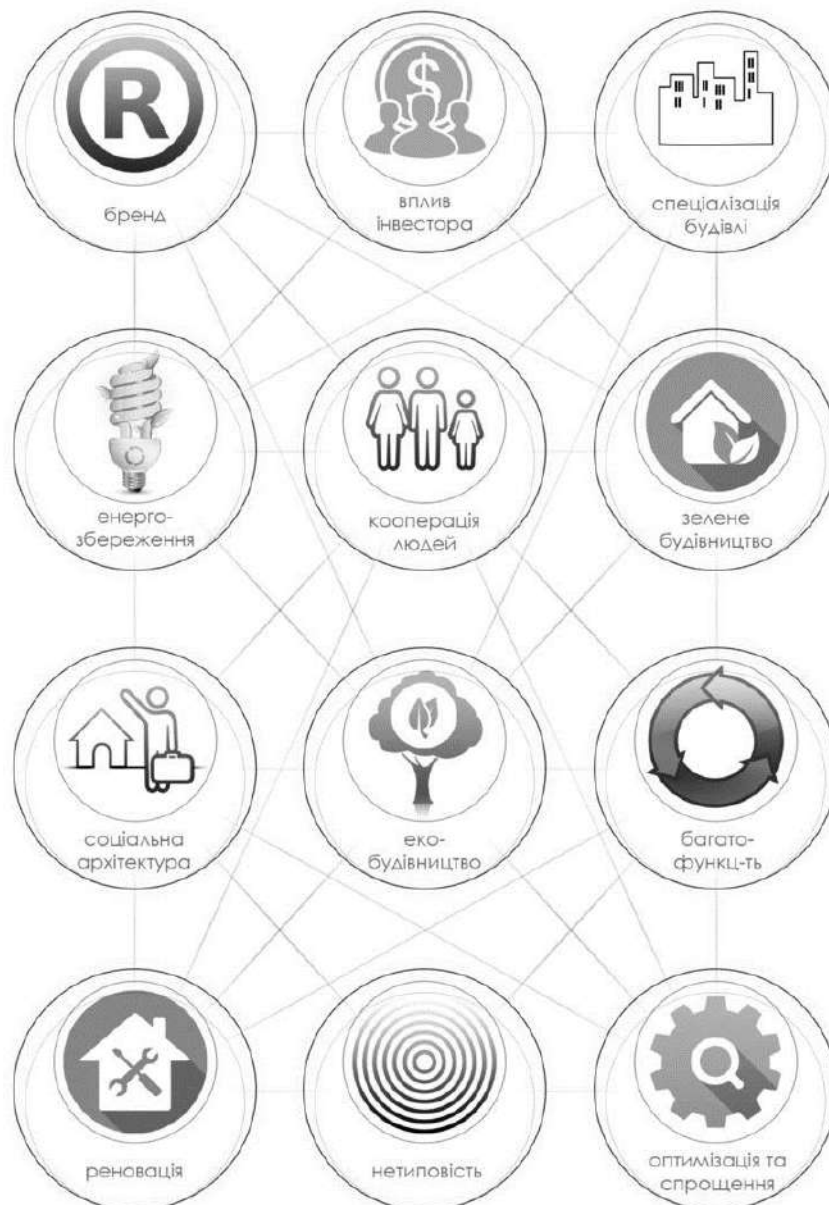 R
$
бренд
вплив
інвестора
спеціалізація
будівлі
енерго-
збереження
кооперація
людей
зелене
будівництво
соціальна
архітектура
еко-
будівництво
багато-
функц-ть
реновація
нетиповість
оптимізація та
спрощення